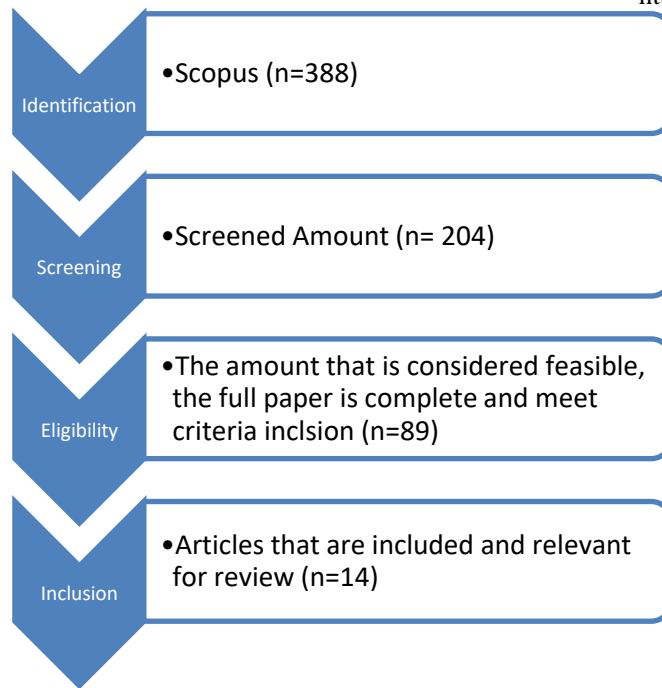 Identification
•Scopus (n=388)
Screening
•Screened Amount (n= 204)
Eligibility
•The amount that is considered feasible,
the full paper is complete and meet
criteria inclsion (n=89)
Inclusion
•Articles that are included and relevant
for review (n=14)